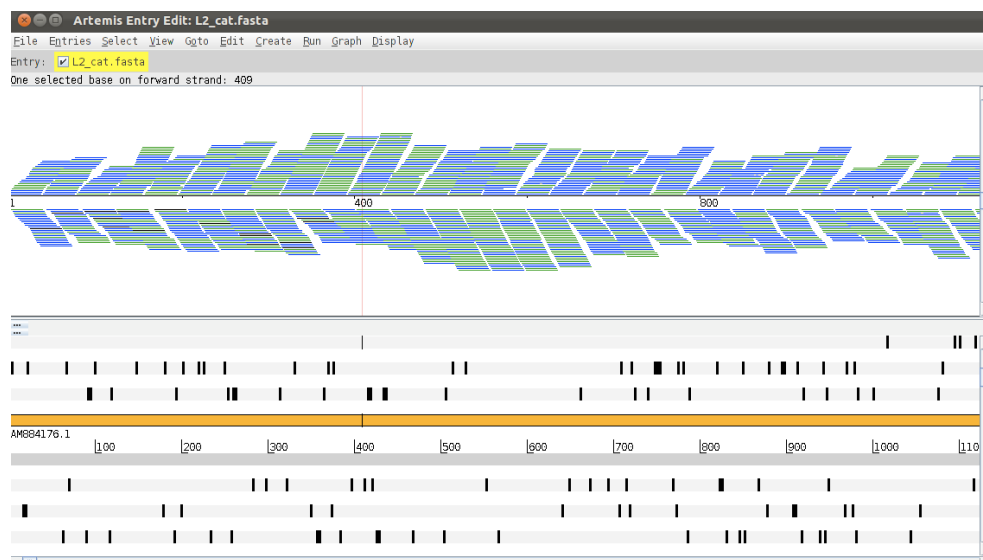 Artemis Entry Edit: L2_cat.fasta
File Entries Select View Goto Edit Create Run Graph Display
Entry: L2_cat.fasta
One selected base on forward strand: 409
1 400 800
AM884176.1
100 200 300 400 500 600 700 800 900 1000 110